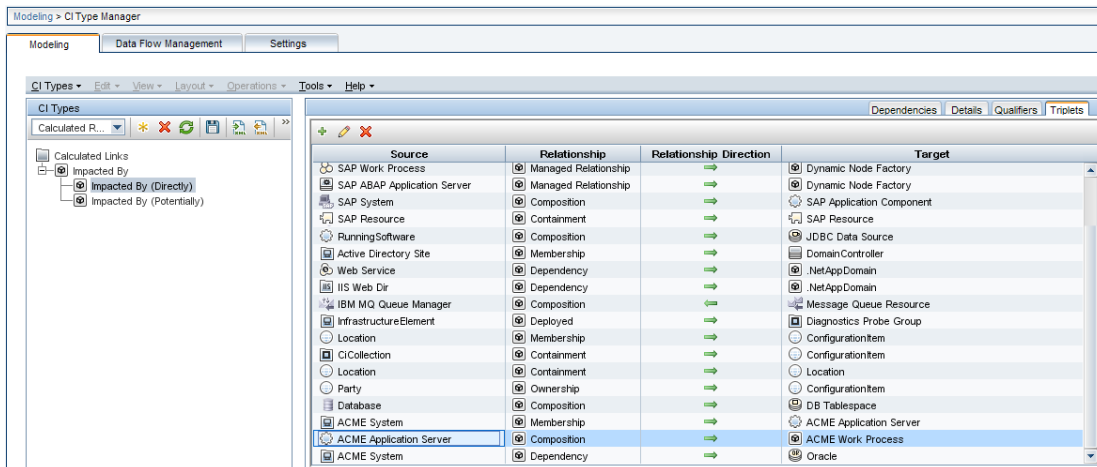 Modeling > CI Type Manager
Modeling Data Flow Management Settings
CI Types Edit View Layout Operations Tools Help
CI Types
Dependencies Details Qualifiers Triplets
Calculated R...
Source Relationship Relationship Direction Target
Calculated Links
Impacted By
Impacted By (Directly)
Impacted By (Potentially)
SAP Work Process Managed Relationship Dynamic Node Factory
SAP ABAP Application Server Managed Relationship Dynamic Node Factory
SAP System Composition SAP Application Component
SAP Resource Containment SAP Resource
RunningSoftware Composition JDBC Data Source
Active Directory Site Membership DomainController
Web Service Dependency .NetAppDomain
IIS Web Dir Dependency .NetAppDomain
IBM MQ Queue Manager Composition Message Queue Resource
InfrastructureElement Deployed Diagnostics Probe Group
Location Membership ConfigurationItem
CiCollection Containment ConfigurationItem
Location Containment Location
Party Ownership ConfigurationItem
Database Composition DB Tablespace
ACME System Membership ACME Application Server
ACME Application Server Composition ACME Work Process
ACME System Dependency Oracle